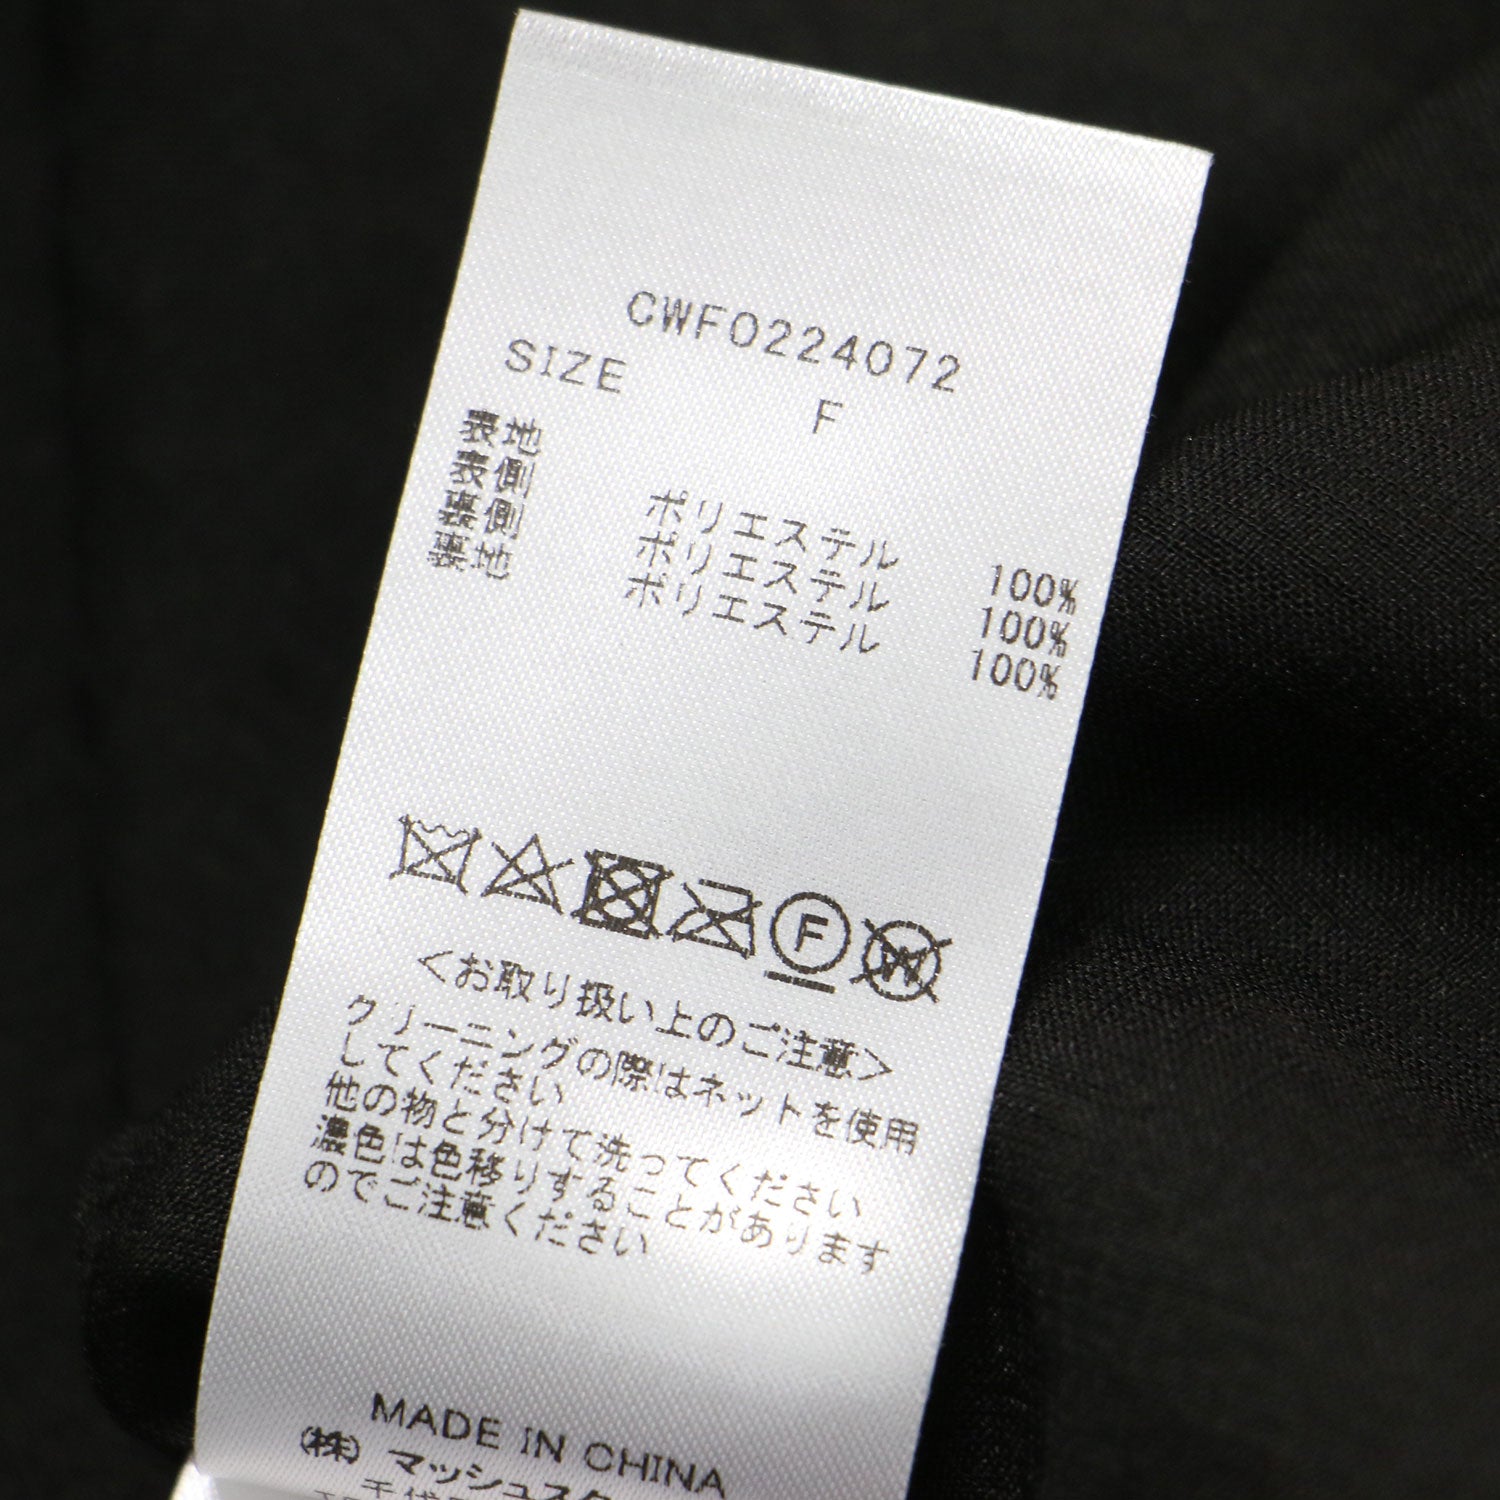 CWF0224072
SIZE F
表地
表側 ポリエステル 100%
裏側 ポリエステル 100%
裏地 ポリエステル 100%
F
W
<お取り扱い上のご注意>
クリーニングの際はネットを使用
してください
他の物と分けて洗ってください
濃色は色移りすることがあります
のでご注意ください
MADE IN CHINA
(株) マッシュスタ
千代